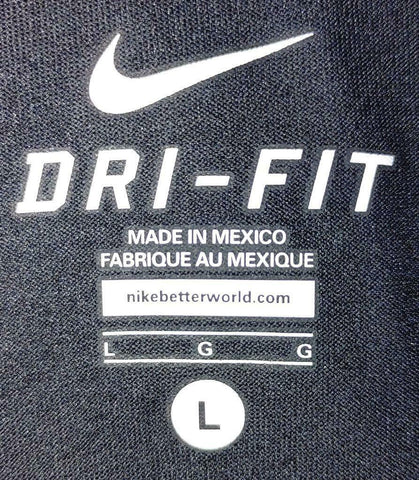 DRI-FIT
MADE IN MEXICO
FABRIQUE AU MEXIQUE
nikebetterworld.com
L G G
L